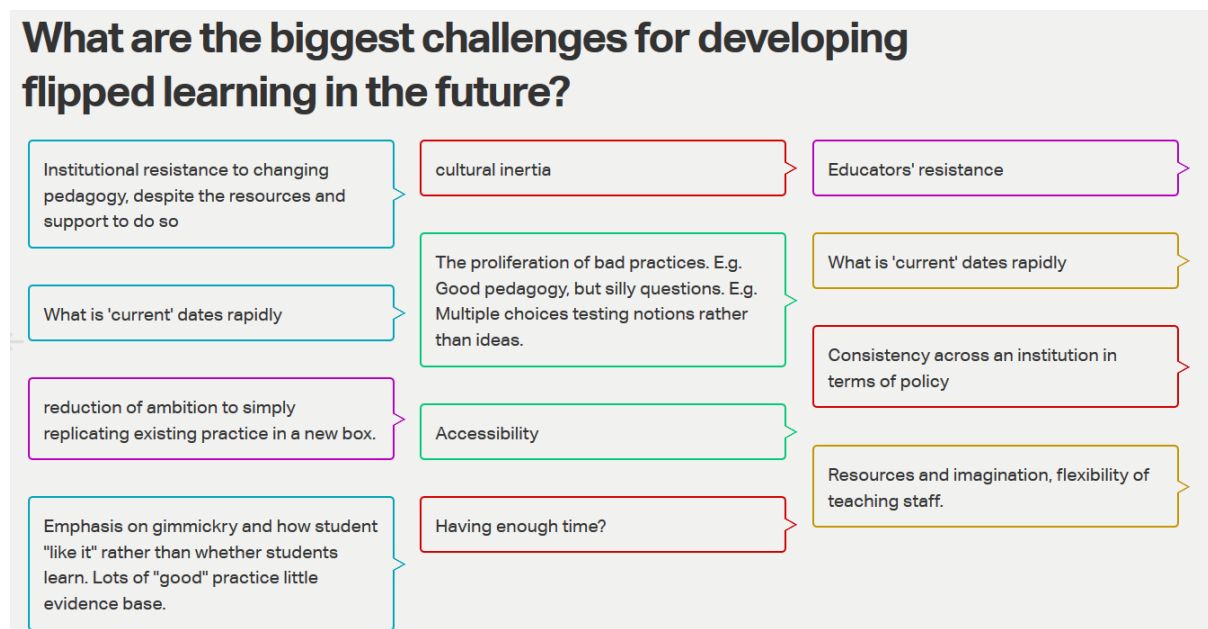 What are the biggest challenges for developing
flipped learning in the future?
Institutional resistance to changing
pedagogy, despite the resources and
support to do so
What is 'current' dates rapidly
reduction of ambition to simply
replicating existing practice in a new box.
Emphasis on gimmickry and how student
"like it" rather than whether students
learn. Lots of "good" practice little
evidence base.
cultural inertia
The proliferation of bad practices. E.g.
Good pedagogy, but silly questions. E.g.
Multiple choices testing notions rather
than ideas.
Accessibility
Having enough time?
Educators' resistance
What is 'current' dates rapidly
Consistency across an institution in
terms of policy
Resources and imagination, flexibility of
teaching staff.